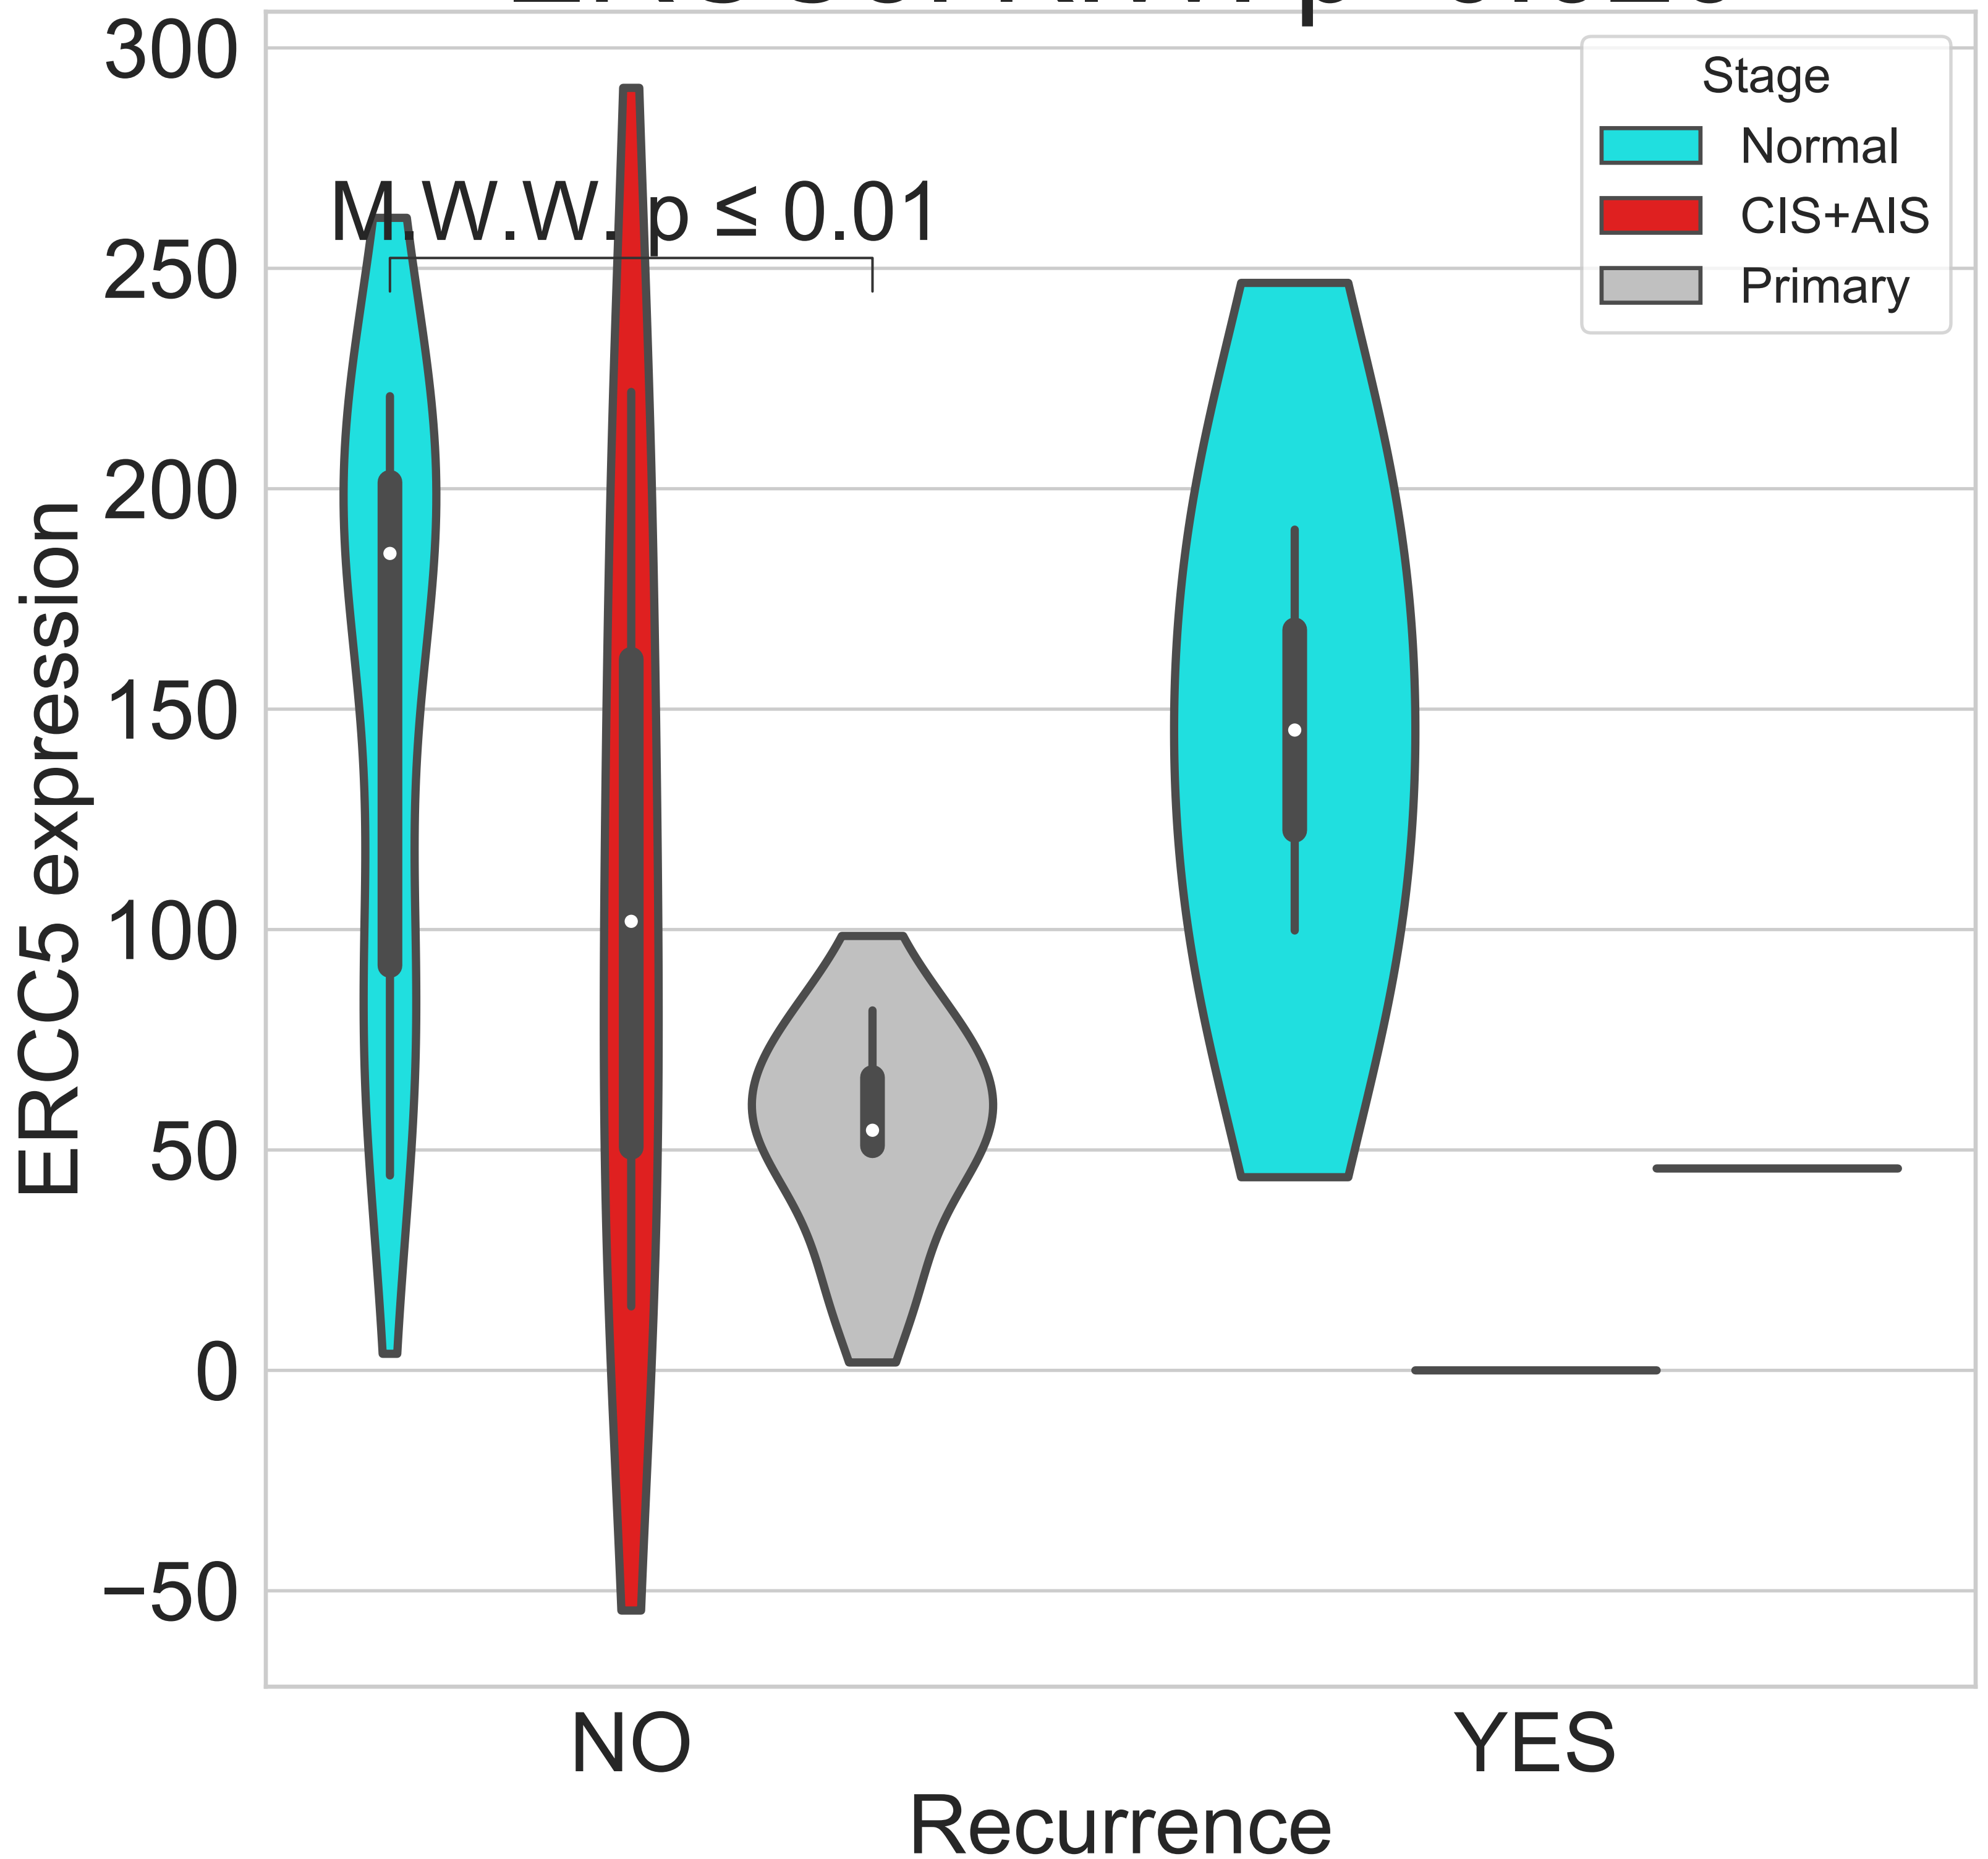 300
250
200
150
100
50
0
−50
ERCC5 expression
M.W.W. p ≤ 0.01
Stage
Normal
CIS+AIS
Primary
NO
YES
Recurrence